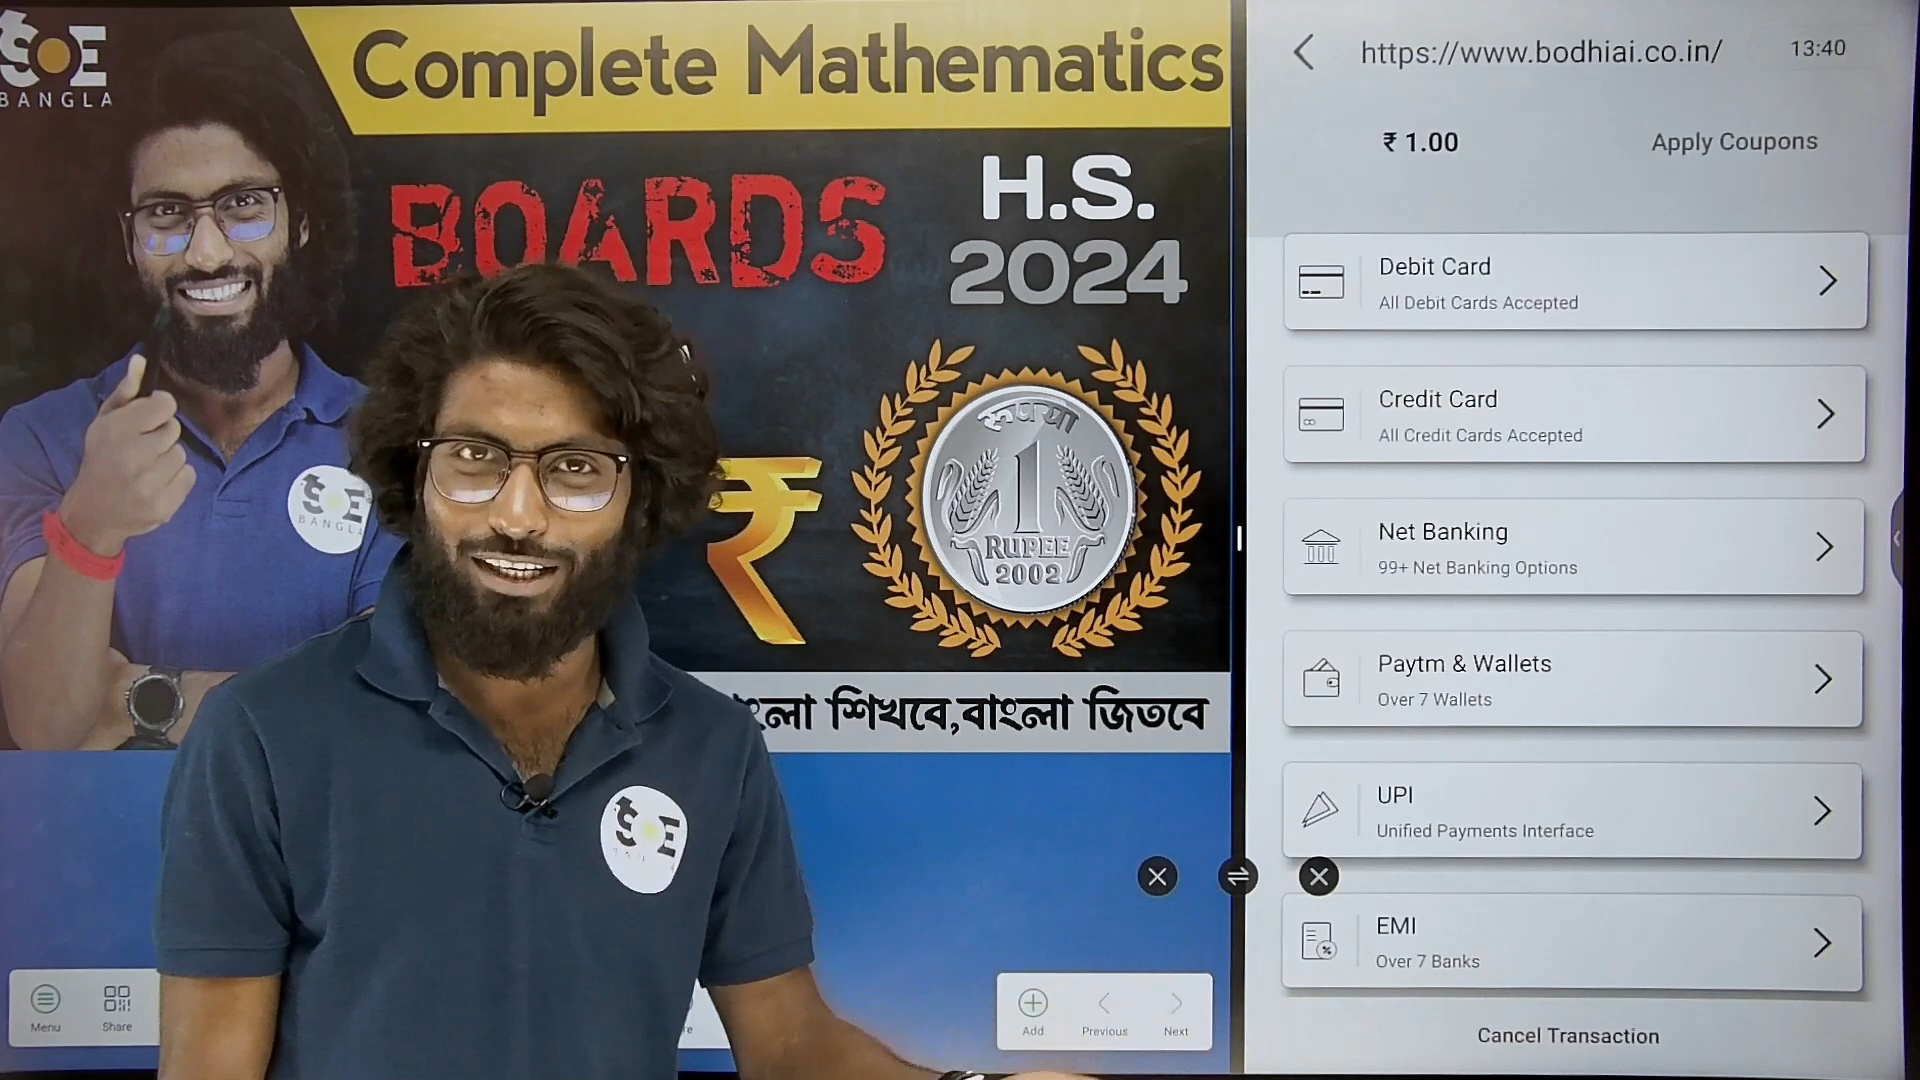 SOE
BANGLA
Complete Mathematics
BOARDS
H.S.
2024
SOE
BANGLA
₹
रूपया
1
RUPEE
2002
শিখবে,বাংলা জিতবে
SOE
Menu
Share
Add
Previous
Next
https://www.bodhiai.co.in/
13:40
₹ 1.00
Apply Coupons
Debit Card
All Debit Cards Accepted
Credit Card
All Credit Cards Accepted
Net Banking
99+ Net Banking Options
Paytm & Wallets
Over 7 Wallets
UPI
Unified Payments Interface
EMI
Over 7 Banks
Cancel Transaction